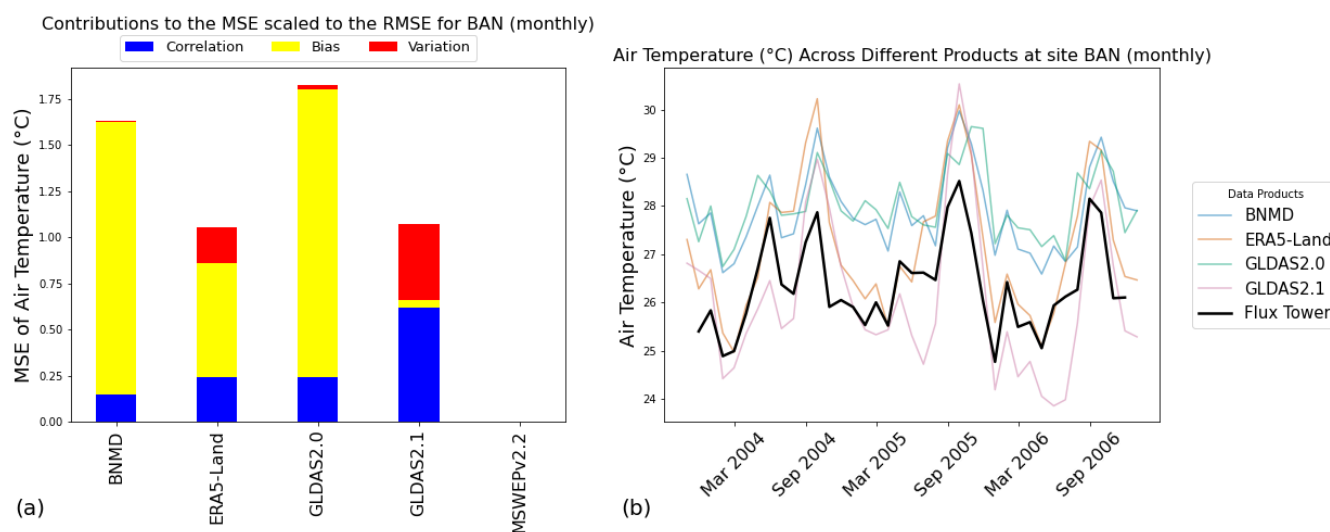 Contributions to the MSE scaled to the RMSE for BAN (monthly)
Correlation Bias Variation
MSE of Air Temperature (°C)
1.75
1.50
1.25
1.00
0.75
0.50
0.25
0.00
BNMD
ERA5-Land
GLDAS2.0
GLDAS2.1
MSWEPv2.2
(a)
Air Temperature (°C) Across Different Products at site BAN (monthly)
Air Temperature (°C)
30
29
28
27
26
25
24
Mar 2004
Sep 2004
Mar 2005
Sep 2005
Mar 2006
Sep 2006
(b)
Data Products
BNMD
ERA5-Land
GLDAS2.0
GLDAS2.1
Flux Tower